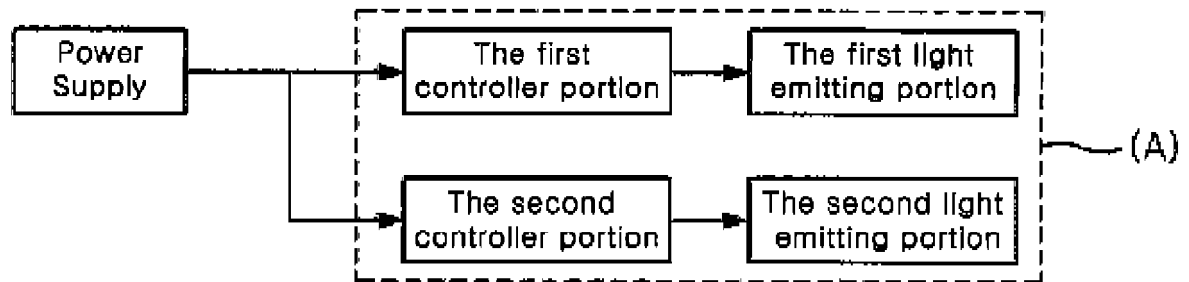 Power
Supply
The first
controller portion
The first light
emitting portion
(A)
The second
controller portion
The second light
emitting portion